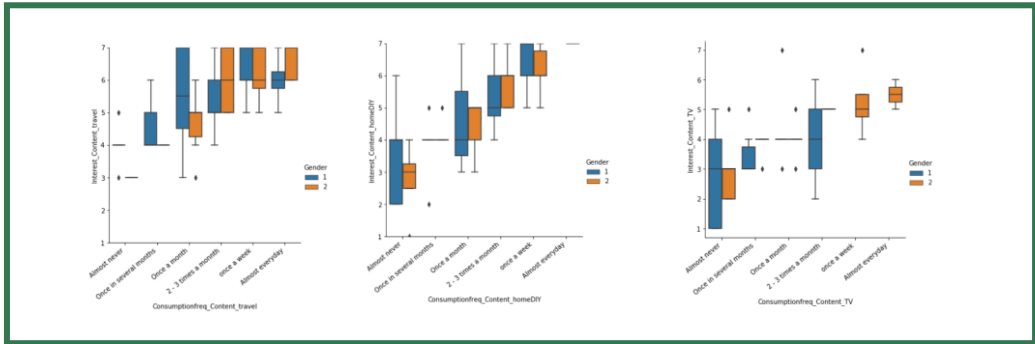 7
6
5
4
3
2
1
Interest_Content_travel
Almost never
Once in several months
Once a month
2 - 3 times a monnth
once a week
Almost everyday
Consumptionfreq_Content_travel
Gender
1
2
7
6
5
4
3
2
1
Interest_Content_homeDIY
Almost never
Once in several months
Once a month
2 - 3 times a monnth
once a week
Almost everyday
Consumptionfreq_Content_homeDIY
Gender
1
2
7
6
5
4
3
2
1
Interest_Content_TV
Almost never
Once in several months
Once a month
2 - 3 times a monnth
once a week
Almost everyday
Consumptionfreq_Content_TV
Gender
1
2